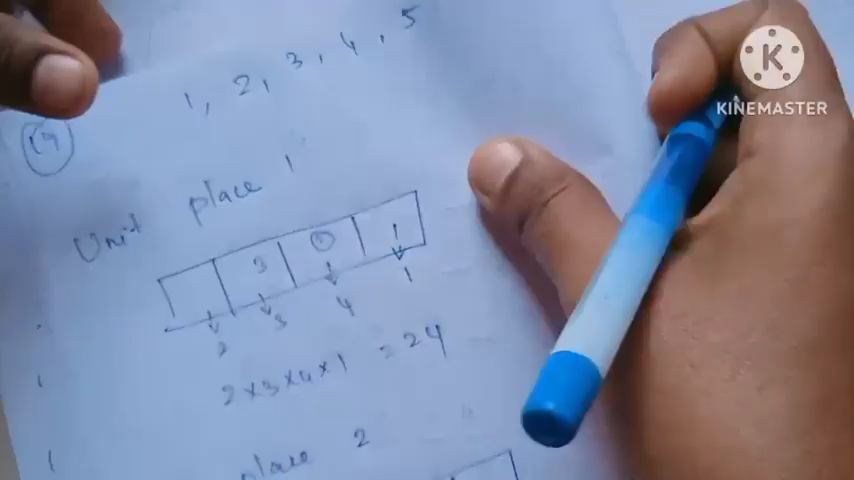 1, 2, 3, 4, 5
Unit place 1
3 1
2 3 4 1
2×3×4×1 = 24
place 2
K
KINEMASTER